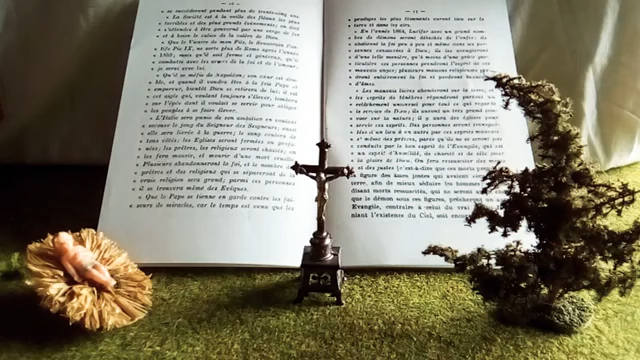 « se succéderont pendant plus de trente-cinq ans.
« La Société est à la veille des fléaux les plus
« terribles et des plus grands événements; on doit
« s'attendre à être gouverné par une verge de fer
« et à boire le calice de la colère de Dieu.
« Que le Vicaire de mon Fils, le Souverain Pon-
tife Pie IX, ne sorte plus de Rome après l'année
1859; mais qu'il soit ferme et généreux, qu'il
« combatte avec les armes de la foi et de l'amour;
« je serai avec lui.
« Qu'il se méfie de Napoléon; son cœur est dou-
ble, et quand il voudra être à la fois Pape et
« empereur, bientôt Dieu se retirera de lui: il est
« cet aigle qui, voulant toujours s'élever, tombera
« sur l'épée dont il voulait se servir pour obliger
les peuples à se faire élever.
« L'Italie sera punie de son ambition en voulant
« secouer le joug du Seigneur des Seigneurs; aussi
« elle sera livrée à la guerre; le sang coulera de
« tous côtés; les Eglises seront fermées ou profa-
nées; les prêtres, les religieux seront chassés; on
les fera mourir, et mourir d'une mort cruelle.
Plusieurs abandonneront la foi, et le nombre des
prêtres et des religieux qui se sépareront de la
vraie religion sera grand; parmi ces personnes
il se trouvera même des Evêques.
« Que le Pape se tienne en garde contre les fai-
seurs de miracles, car le temps est venu que les
— 13 —
prodiges les plus étonnants auront lieu sur la
terre et dans les airs.
« En l'année 1864, Lucifer avec un grand nom-
bre de démons seront détachés de l'enfer: ils
aboliront la foi peu à peu et même dans les per-
sonnes consacrées à Dieu; ils les aveugleront
d'une telle manière, qu'à moins d'une grâce par-
ticulière ces personnes prendront l'esprit de ces
mauvais anges; plusieurs maisons religieuses
dront entièrement la foi et perdront
d'âmes.
« Les mauvais livres abonderont sur la terre,
les esprits de ténèbres répandront partout un
relâchement universel pour tout ce qui regarde
le service de Dieu; ils auront un très grand
voir sur la nature; il y aura des églises pour
servir ces esprits. Des personnes seront transpor-
tées d'un lieu à un autre par ces esprits mauvais
et même des prêtres, parce qu'ils ne se seront pas
conduits par le bon esprit de l'Evangile, qui est
un esprit d'humilité, de charité et de zèle pour
la gloire de Dieu. On fera ressusciter des morts
et des justes [c'est-à-dire que ces morts
figure des âmes justes qui avaient vécu
terre, afin de mieux séduire les hommes
disant morts ressuscités, qui ne seront
que le démon sous ces figures, prêcheront un
Evangile, contraire à celui du vrai
niant l'existence du Ciel, soit